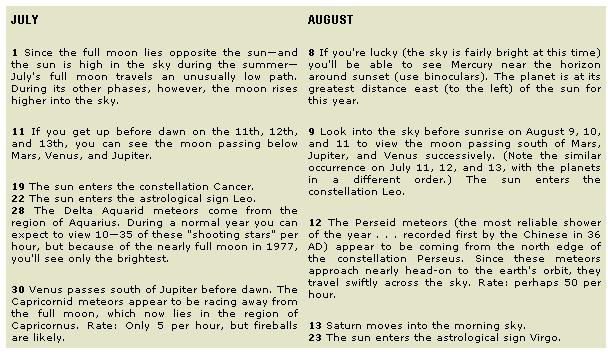 JULY
1 Since the full moon lies opposite the sun—and
the sun is high in the sky during the summer—
July's full moon travels an unusually low path.
During its other phases, however, the moon rises
higher into the sky.
11 If you get up before dawn on the 11th, 12th,
and 13th, you can see the moon passing below
Mars, Venus, and Jupiter.
19 The sun enters the constellation Cancer.
22 The sun enters the astrological sign Leo.
28 The Delta Aquarid meteors come from the
region of Aquarius. During a normal year you can
expect to view 10—35 of these "shooting stars" per
hour, but because of the nearly full moon in 1977,
you'll see only the brightest.
30 Venus passes south of Jupiter before dawn. The
Capricornid meteors appear to be racing away from
the full moon, which now lies in the region of
Capricornus. Rate: Only 5 per hour, but fireballs
are likely.
AUGUST
8 If you're lucky (the sky is fairly bright at this time)
you'll be able to see Mercury near the horizon
around sunset (use binoculars). The planet is at its
greatest distance east (to the left) of the sun for
this year.
9 Look into the sky before sunrise on August 9, 10,
and 11 to view the moon passing south of Mars,
Jupiter, and Venus successively. (Note the similar
occurrence on July 11, 12, and 13, with the planets
in a different order.) The sun enters the
constellation Leo.
12 The Perseid meteors (the most reliable shower
of the year . . . recorded first by the Chinese in 36
AD) appear to be coming from the north edge of
the constellation Perseus. Since these meteors
approach nearly head-on to the earth's orbit, they
travel swiftly across the sky. Rate: perhaps 50 per
hour.
13 Saturn moves into the morning sky.
23 The sun enters the astrological sign Virgo.